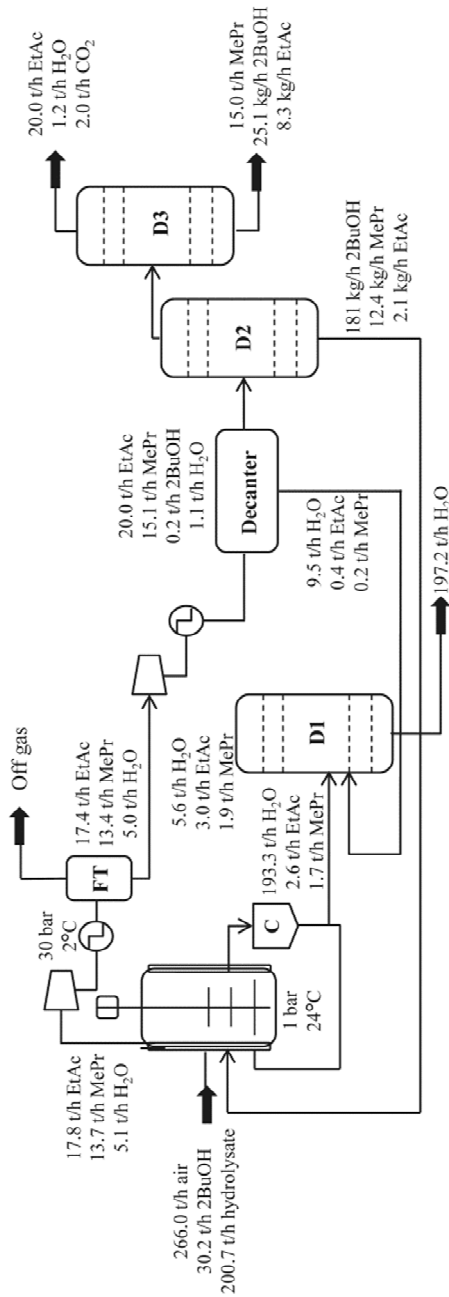 266.0 t/h air
30.2 t/h 2BuOH
200.7 t/h hydrolysate
17.8 t/h EtAc
13.7 t/h MePr
5.1 t/h H₂O
30 bar
2°C
FT
Off gas
17.4 t/h EtAc
13.4 t/h MePr
5.0 t/h H₂O
1 bar
24°C
C
193.3 t/h H₂O
2.6 t/h EtAc
1.7 t/h MePr
5.6 t/h H₂O
3.0 t/h EtAc
1.9 t/h MePr
D1
197.2 t/h H₂O
20.0 t/h EtAc
15.1 t/h MePr
0.2 t/h 2BuOH
1.1 t/h H₂O
Decanter
9.5 t/h H₂O
0.4 t/h EtAc
0.2 t/h MePr
D2
181 kg/h 2BuOH
12.4 kg/h MePr
2.1 kg/h EtAc
D3
20.0 t/h EtAc
1.2 t/h H₂O
2.0 t/h CO₂
15.0 t/h MePr
25.1 kg/h 2BuOH
8.3 kg/h EtAc